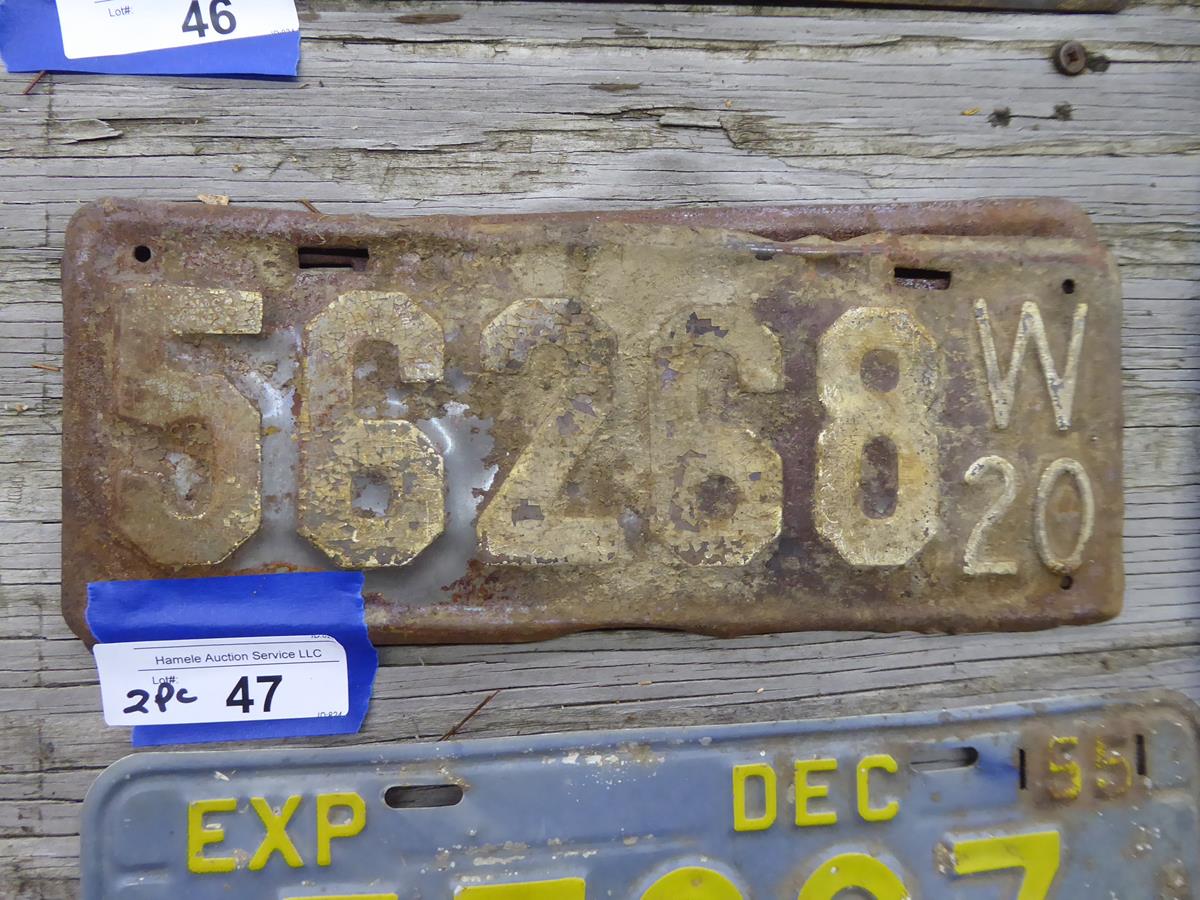 Lot#: 46
56268 W
20
Hamele Auction Service LLC
Lot#:
2pc 47
EXP DEC 55